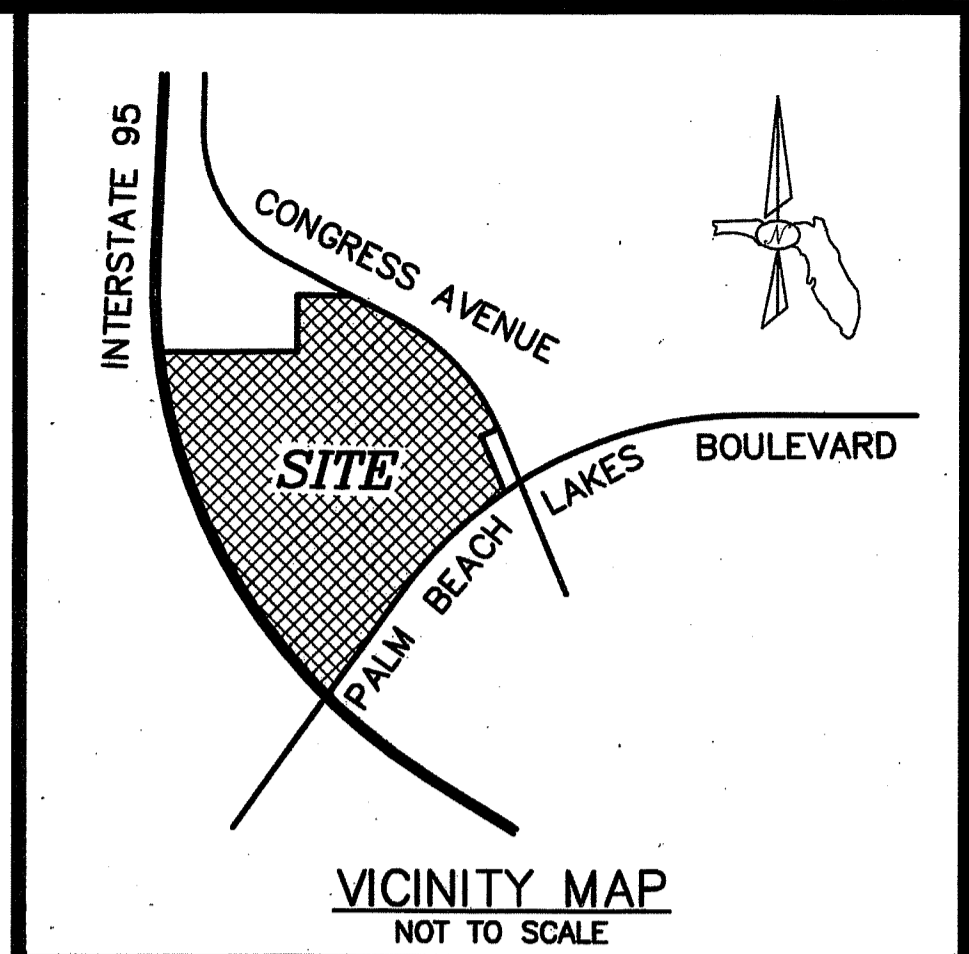 INTERSTATE 95
CONGRESS AVENUE
N
SITE
PALM BEACH LAKES BOULEVARD
VICINITY MAP
NOT TO SCALE